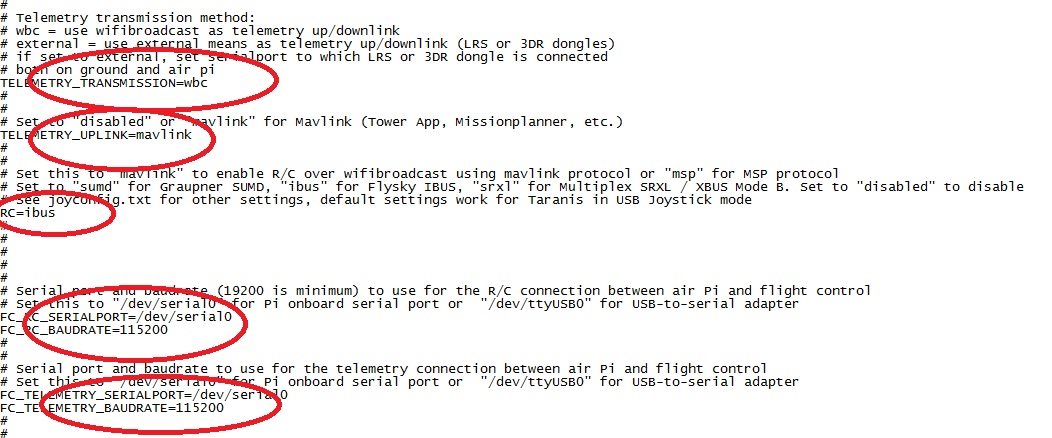 #
# Telemetry transmission method:
# wbc = use wifibroadcast as telemetry up/downlink
# external = use external means as telemetry up/downlink (LRS or 3DR dongles)
# if set to external, set serialport to which LRS or 3DR dongle is connected
# both on ground and air pi
TELEMETRY_TRANSMISSION=wbc
#
#
# Set to "disabled" or "mavlink" for Mavlink (Tower App, Missionplanner, etc.)
TELEMETRY_UPLINK=mavlink
#
#
# Set this to "mavlink" to enable R/C over wifibroadcast using mavlink protocol or "msp" for MSP protocol
# Set to "sumd" for Graupner SUMD, "ibus" for Flysky IBUS, "srxl" for Multiplex SRXL / XBUS Mode B. Set to "disabled" to disable
# See joyconfig.txt for other settings, default settings work for Taranis in USB Joystick mode
RC=ibus
#
#
#
#
#
# Serial port and baudrate (19200 is minimum) to use for the R/C connection between air Pi and flight control
# Set this to "/dev/serial0" for Pi onboard serial port or  "/dev/ttyUSB0" for USB-to-serial adapter
FC_RC_SERIALPORT=/dev/serial0
FC_RC_BAUDRATE=115200
#
#
# Serial port and baudrate to use for the telemetry connection between air Pi and flight control
# Set this to "/dev/serial0" for Pi onboard serial port or  "/dev/ttyUSB0" for USB-to-serial adapter
FC_TELEMETRY_SERIALPORT=/dev/serial0
FC_TELEMETRY_BAUDRATE=115200
#
#